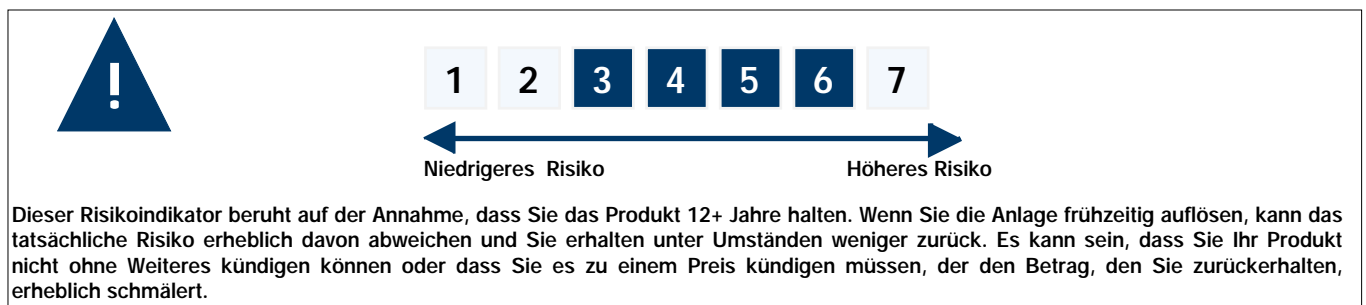 !
1 2 3 4 5 6 7
Niedrigeres Risiko Höheres Risiko
Dieser Risikoindikator beruht auf der Annahme, dass Sie das Produkt 12+ Jahre halten. Wenn Sie die Anlage frühzeitig auflösen, kann das
tatsächliche Risiko erheblich davon abweichen und Sie erhalten unter Umständen weniger zurück. Es kann sein, dass Sie Ihr Produkt
nicht ohne Weiteres kündigen können oder dass Sie es zu einem Preis kündigen müssen, der den Betrag, den Sie zurückerhalten,
erheblich schmälert.